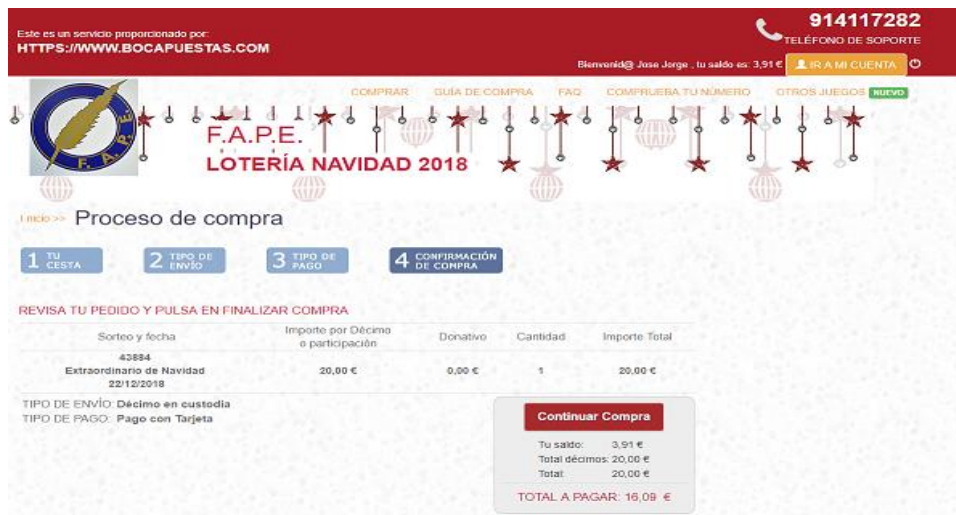 Este es un servicio proporcionado por:
HTTPS://WWW.BOCAPUESTAS.COM
914117282
TELÉFONO DE SOPORTE
Bienvenid@ Jose Jorge , tu saldo es: 3,91 €
IR A MI CUENTA
COMPRAR GUÍA DE COMPRA FAQ COMPRUEBA TU NÚMERO OTROS JUEGOS NUEVO
F. A. P. E
F.A.P.E.
LOTERÍA NAVIDAD 2018
Inicio >> Proceso de compra
1 TU CESTA 2 TIPO DE ENVÍO 3 TIPO DE PAGO 4 CONFIRMACIÓN DE COMPRA
REVISA TU PEDIDO Y PULSA EN FINALIZAR COMPRA
Sorteo y fecha Importe por Décimo o participación Donativo Cantidad Importe Total
43884
Extraordinario de Navidad 20,00 € 0,00 € 1 20,00 €
22/12/2018
TIPO DE ENVÍO: Décimo en custodia
TIPO DE PAGO: Pago con Tarjeta
Continuar Compra
Tu saldo: 3,91 €
Total décimos: 20,00 €
Total: 20,00 €
TOTAL A PAGAR: 16,09 €